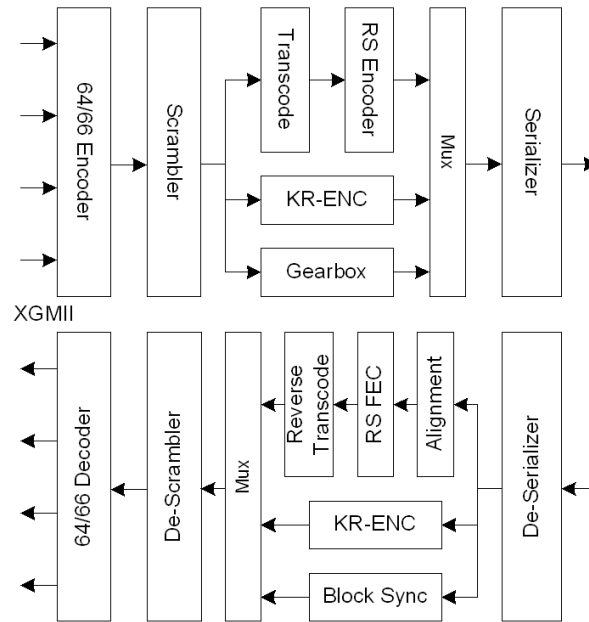 64/66 Encoder
Scrambler
Transcode
RS Encoder
KR-ENC
Gearbox
Mux
Serializer
XGMII
64/66 Decoder
De-Scrambler
Mux
Reverse
Transcode
RS FEC
Alignment
KR-ENC
Block Sync
De-Serializer